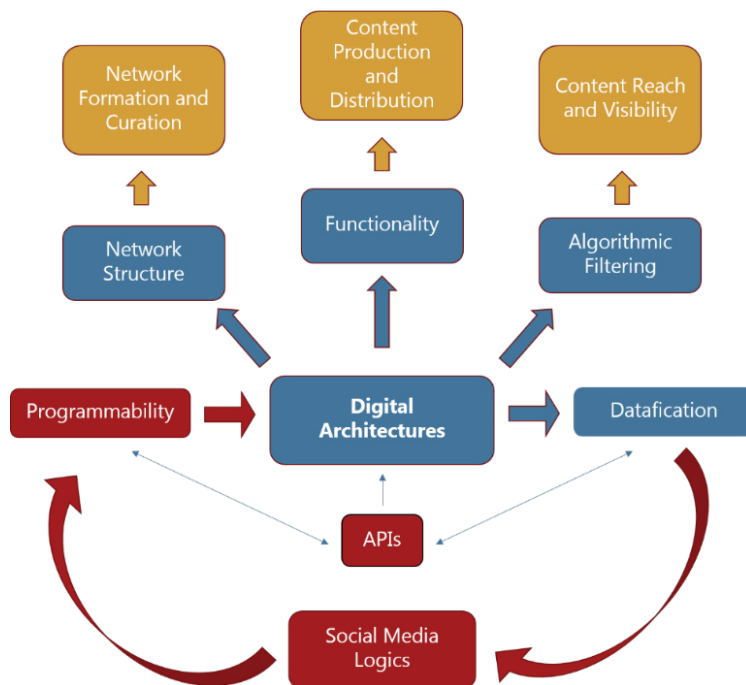 Network
Formation and
Curation
Content
Production
and
Distribution
Content Reach
and Visibility
Network
Structure
Functionality
Algorithmic
Filtering
Programmability
Digital
Architectures
Datafication
APIs
Social Media
Logics